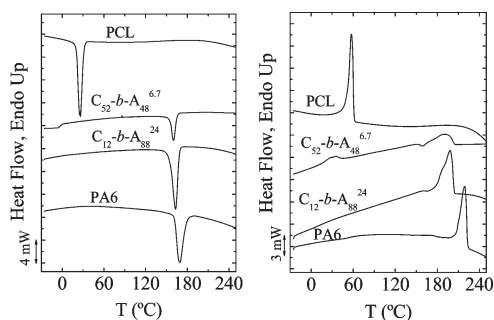 Heat Flow, Endo Up
4 mW
PCL
C52-b-A48 6.7
C12-b-A88 24
PA6
0 60 120 180 240
T (ºC)
Heat Flow, Endo Up
3 mW
PCL
C52-b-A48 6.7
C12-b-A88 24
PA6
0 60 120 180 240
T (ºC)